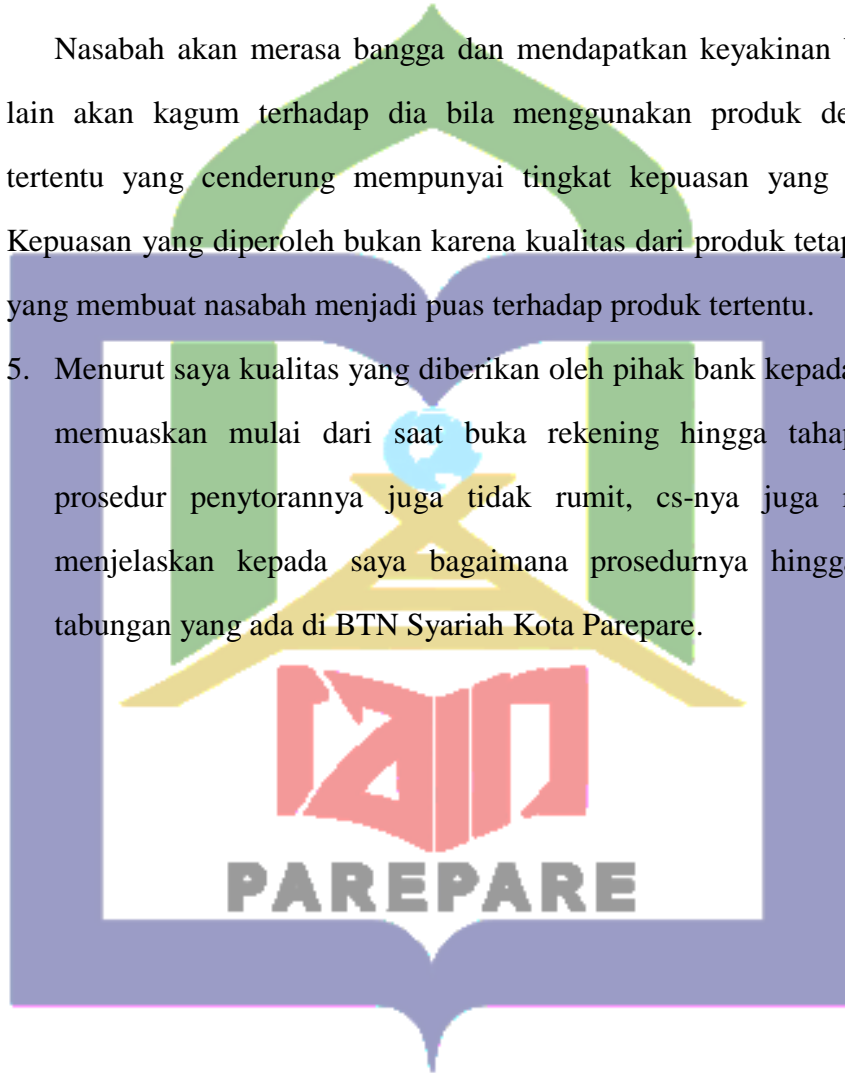 Nasabah akan merasa bangga dan mendapatkan keyakinan
lain akan kagum terhadap dia bila menggunakan produk
tertentu yang cenderung mempunyai tingkat kepuasan yang
Kepuasan yang diperoleh bukan karena kualitas dari produk
yang membuat nasabah menjadi puas terhadap produk tertentu.
5. Menurut saya kualitas yang diberikan oleh pihak bank kepada
memuaskan mulai dari saat buka rekening hingga
prosedur penytorannya juga tidak rumit, cs-nya juga
menjelaskan kepada saya bagaimana prosedurnya hingga
tabungan yang ada di BTN Syariah Kota Parepare.
iain
PAREPARE